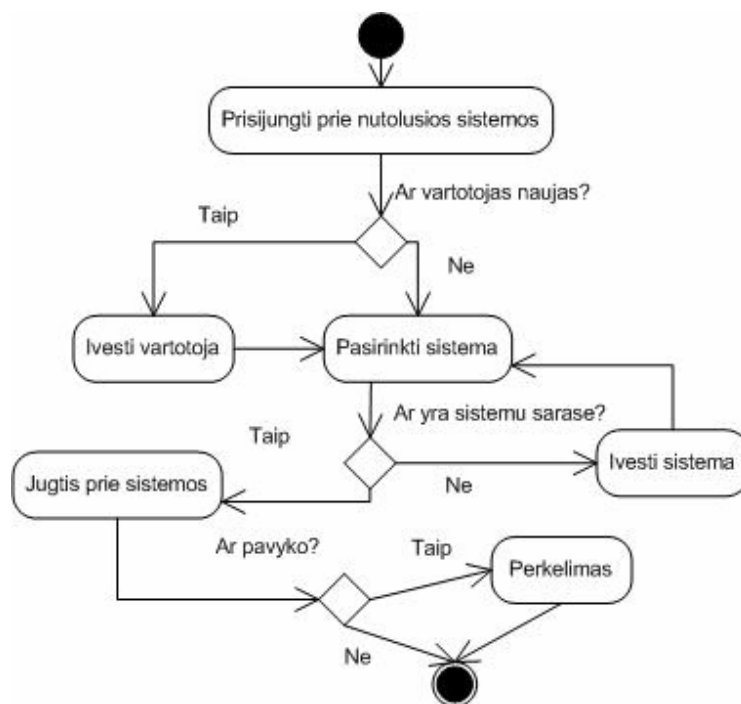 Prisijungti prie nutolusios sistemos
Ar vartotojas naujas?
Taip
Ne
Ivesti vartotoja
Pasirinkti sistema
Ar yra sistemu sarase?
Taip
Ne
Ivesti sistema
Jugtis prie sistemos
Ar pavyko?
Taip
Perkelimas
Ne